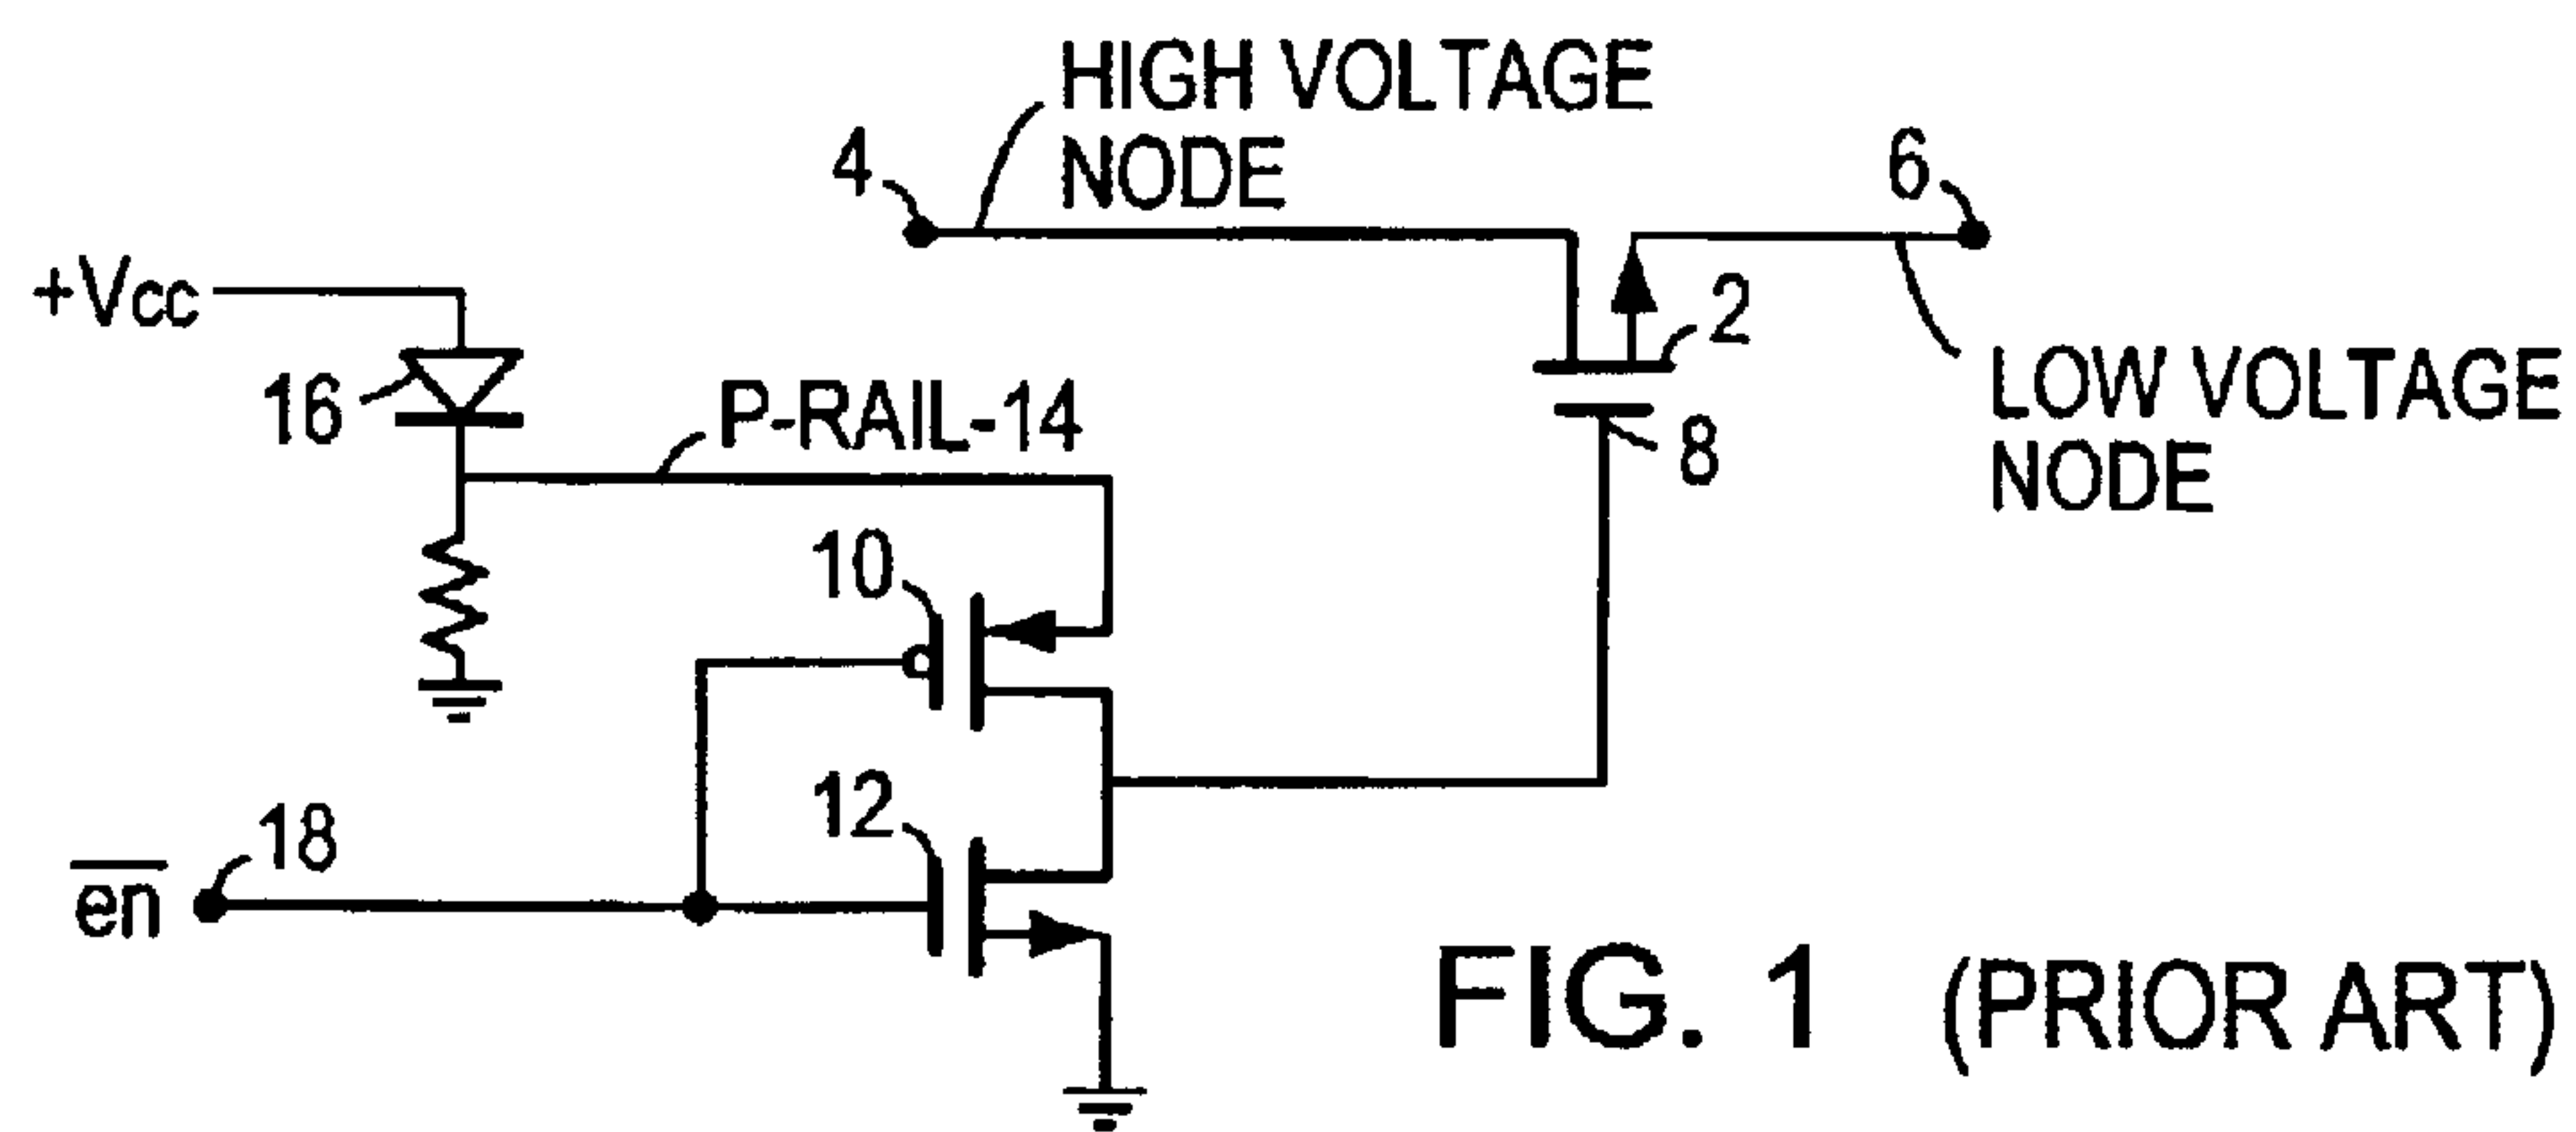 HIGH VOLTAGE
NODE
4
6
+Vcc
2
16
P-RAIL-14
LOW VOLTAGE
NODE
8
10
12
18
en
FIG. 1 (PRIOR ART)